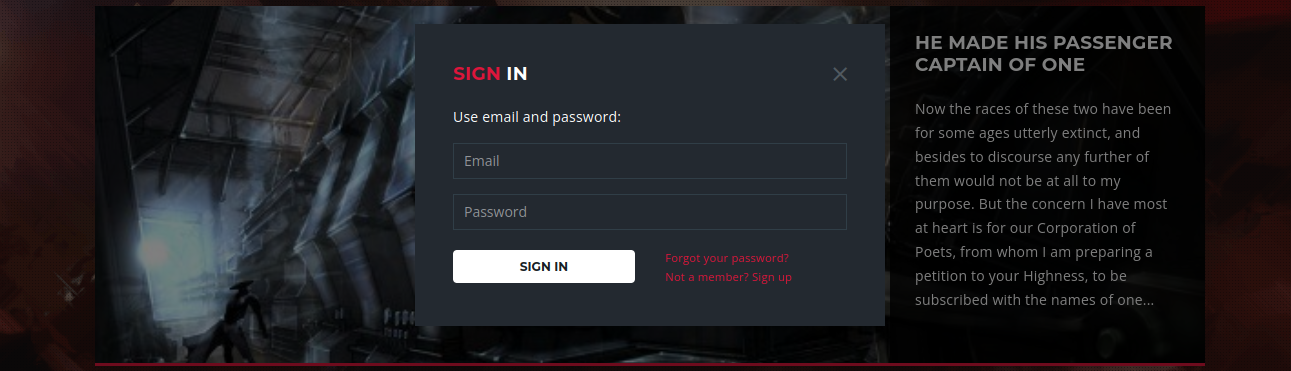 SIGN IN
Use email and password:
Email
Password
SIGN IN
Forgot your password?
Not a member? Sign up
HE MADE HIS PASSENGER
CAPTAIN OF ONE
Now the races of these two have been
for some ages utterly extinct, and
besides to discourse any further of
them would not be at all to my
purpose. But the concern I have most
at heart is for our Corporation of
Poets, from whom I am preparing a
petition to your Highness, to be
subscribed with the names of one...